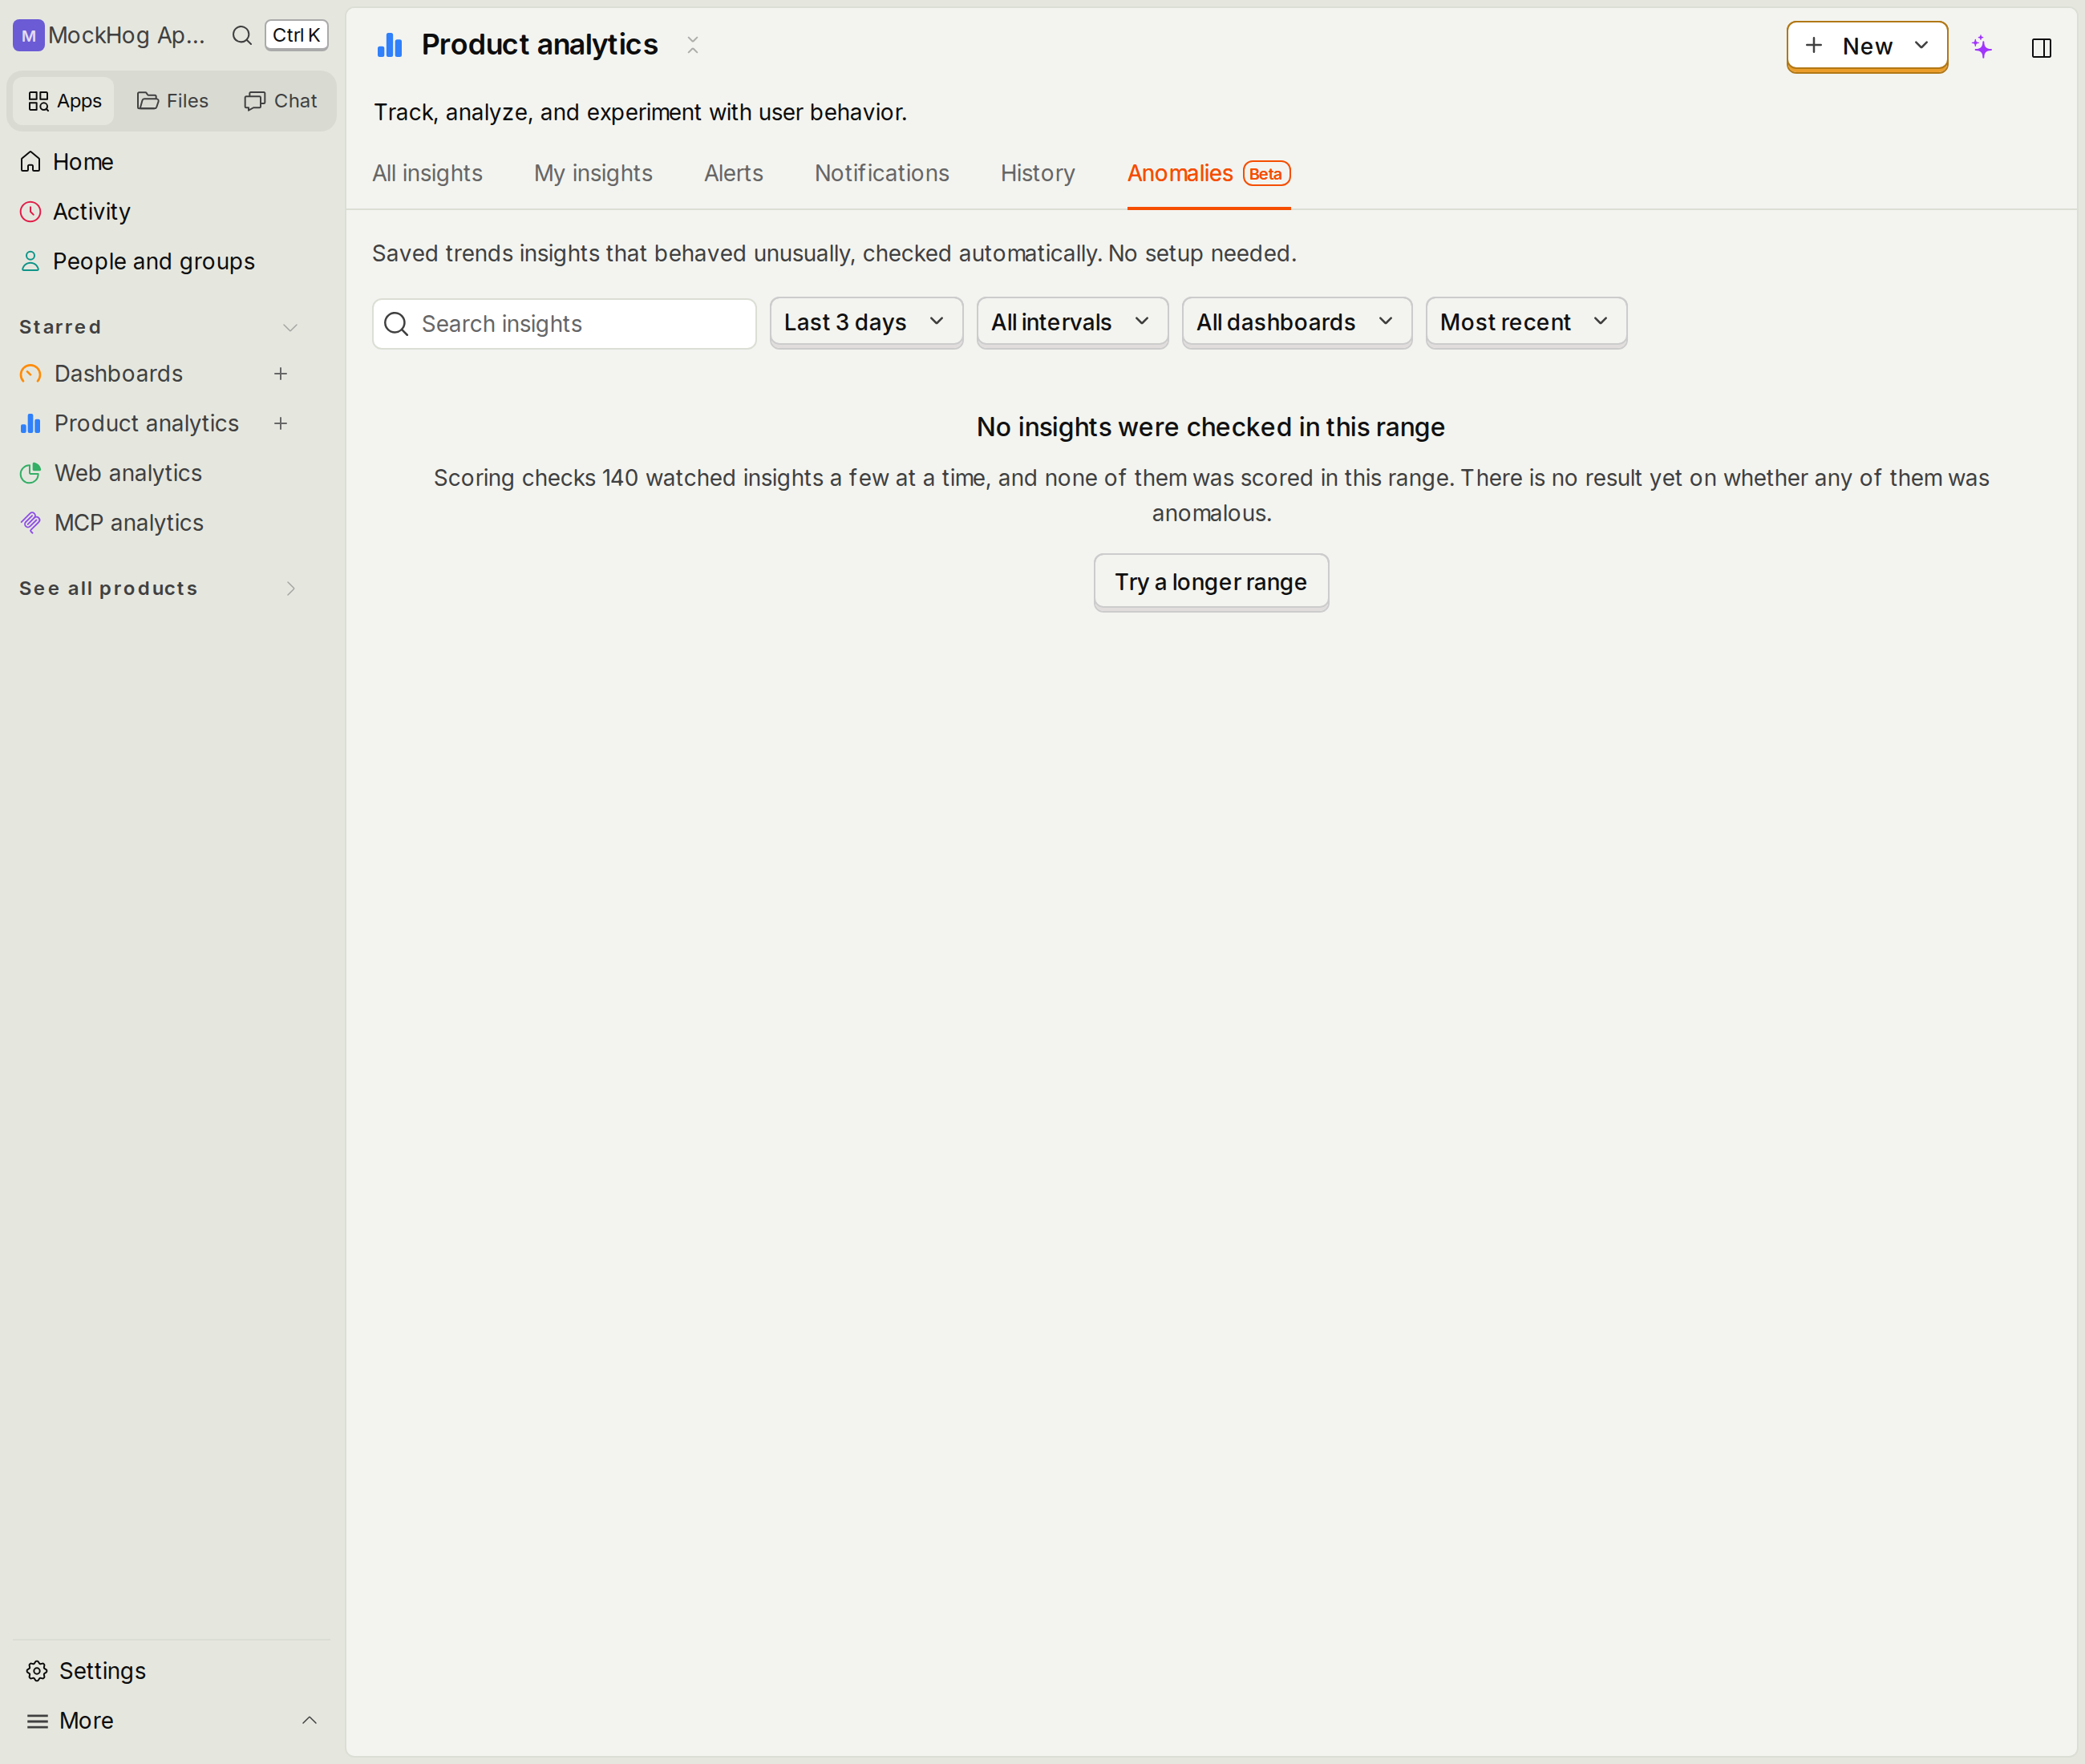 M MockHog Ap... Ctrl K
Apps Files Chat
Home
Activity
People and groups
Starred
Dashboards
Product analytics
Web analytics
MCP analytics
See all products
Settings
More
Product analytics
New
Track, analyze, and experiment with user behavior.
All insights My insights Alerts Notifications History Anomalies Beta
Saved trends insights that behaved unusually, checked automatically. No setup needed.
Search insights Last 3 days All intervals All dashboards Most recent
No insights were checked in this range
Scoring checks 140 watched insights a few at a time, and none of them was scored in this range. There is no result yet on whether any of them was
anomalous.
Try a longer range